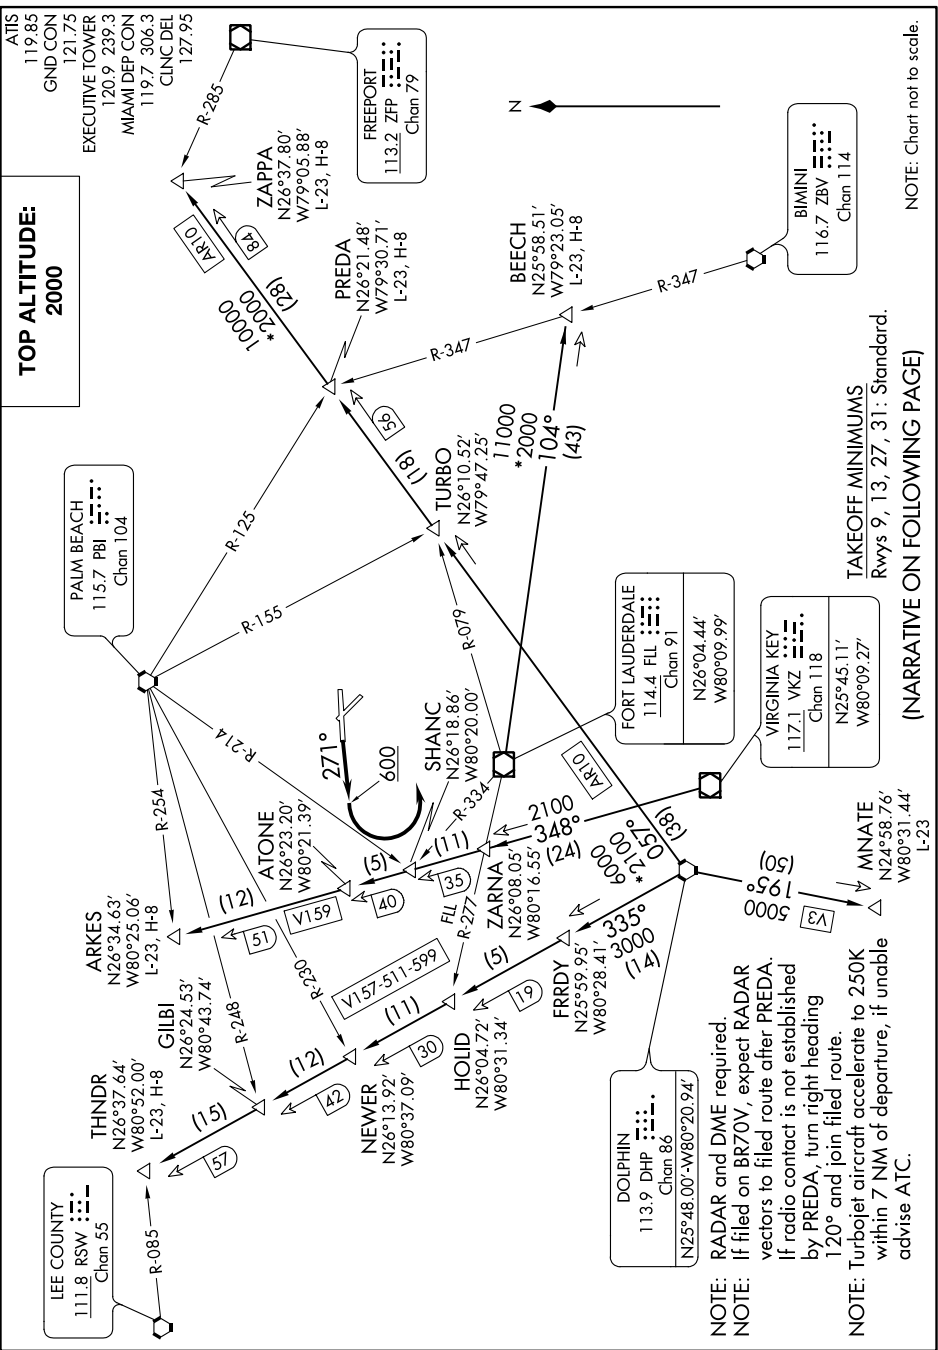 ATIS
119.85
GND CON
121.75
EXECUTIVE TOWER
120.9 239.3
MIAMI DEP CON
119.7 306.3
CLNC DEL
127.95
TOP ALTITUDE:
2000
LEE COUNTY
111.8 RSW
Chan 55
R-085
THNDR
N26°37.64'
W80°52.00'
L-23, H-8
57
(15)
GILBI
N26°24.53'
W80°43.74'
R-248
42
(12)
NEWER
N26°13.92'
W80°37.09'
R-230
30
(11)
V157-511-599
HOLID
N26°04.72'
W80°31.34'
19
(5)
FRRDY
N25°59.95'
W80°28.41'
335°
3000
(14)
ARKES
N26°34.63'
W80°25.06'
L-23, H-8
R-254
51
(12)
V159
ATONE
N26°23.20'
W80°21.39'
40
(5)
R-214
SHANC
N26°18.86'
W80°20.00'
35
(11)
R-334
ZARNA
N26°08.05'
W80°16.55'
FLL
R-277
2100
348°
(24)
271°
600
PALM BEACH
115.7 PBI
Chan 104
R-155
R-125
R-079
TURBO
N26°10.52'
W79°47.25'
(18)
56
PREDA
N26°21.48'
W79°30.71'
L-23, H-8
10000
*2000
(28)
AR10
84
ZAPPA
N26°37.80'
W79°05.88'
L-23, H-8
R-285
FREEPORT
113.2 ZFP
Chan 79
N
R-347
BEECH
N25°58.51'
W79°23.05'
L-23, H-8
R-347
BIMINI
116.7 ZBV
Chan 114
11000
*2000
104°
(43)
AR10
6000
*2100
057°
(38)
FORT LAUDERDALE
114.4 FLL
Chan 91
N26°04.44'
W80°09.99'
VIRGINIA KEY
117.1 VKZ
Chan 118
N25°45.11'
W80°09.27'
DOLPHIN
113.9 DHP
Chan 86
N25°48.00'-W80°20.94'
5000
195°
(50)
V3
MNATE
N24°58.76'
W80°31.44'
L-23
NOTE: RADAR and DME required.
NOTE: If filed on BR70V, expect RADAR
vectors to filed route after PREDA.
If radio contact is not established
by PREDA, turn right heading
120° and join filed route.
NOTE: Turbojet aircraft accelerate to 250K
within 7 NM of departure, if unable
advise ATC.
TAKEOFF MINIMUMS
Rwys 9, 13, 27, 31: Standard.
(NARRATIVE ON FOLLOWING PAGE)
NOTE: Chart not to scale.